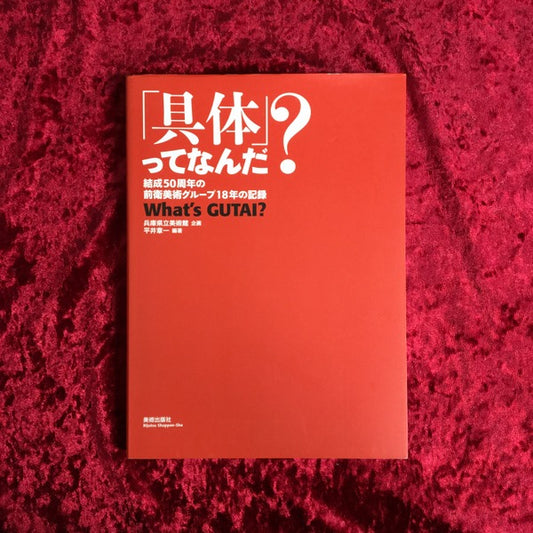 「具体」?
ってなんだ
結成50周年の
前衛美術グループ18年の記録
What's GUTAI?
兵庫県立美術館 企画
平井章一 編著
美術出版社
Bijutsu Shuppan-Sha